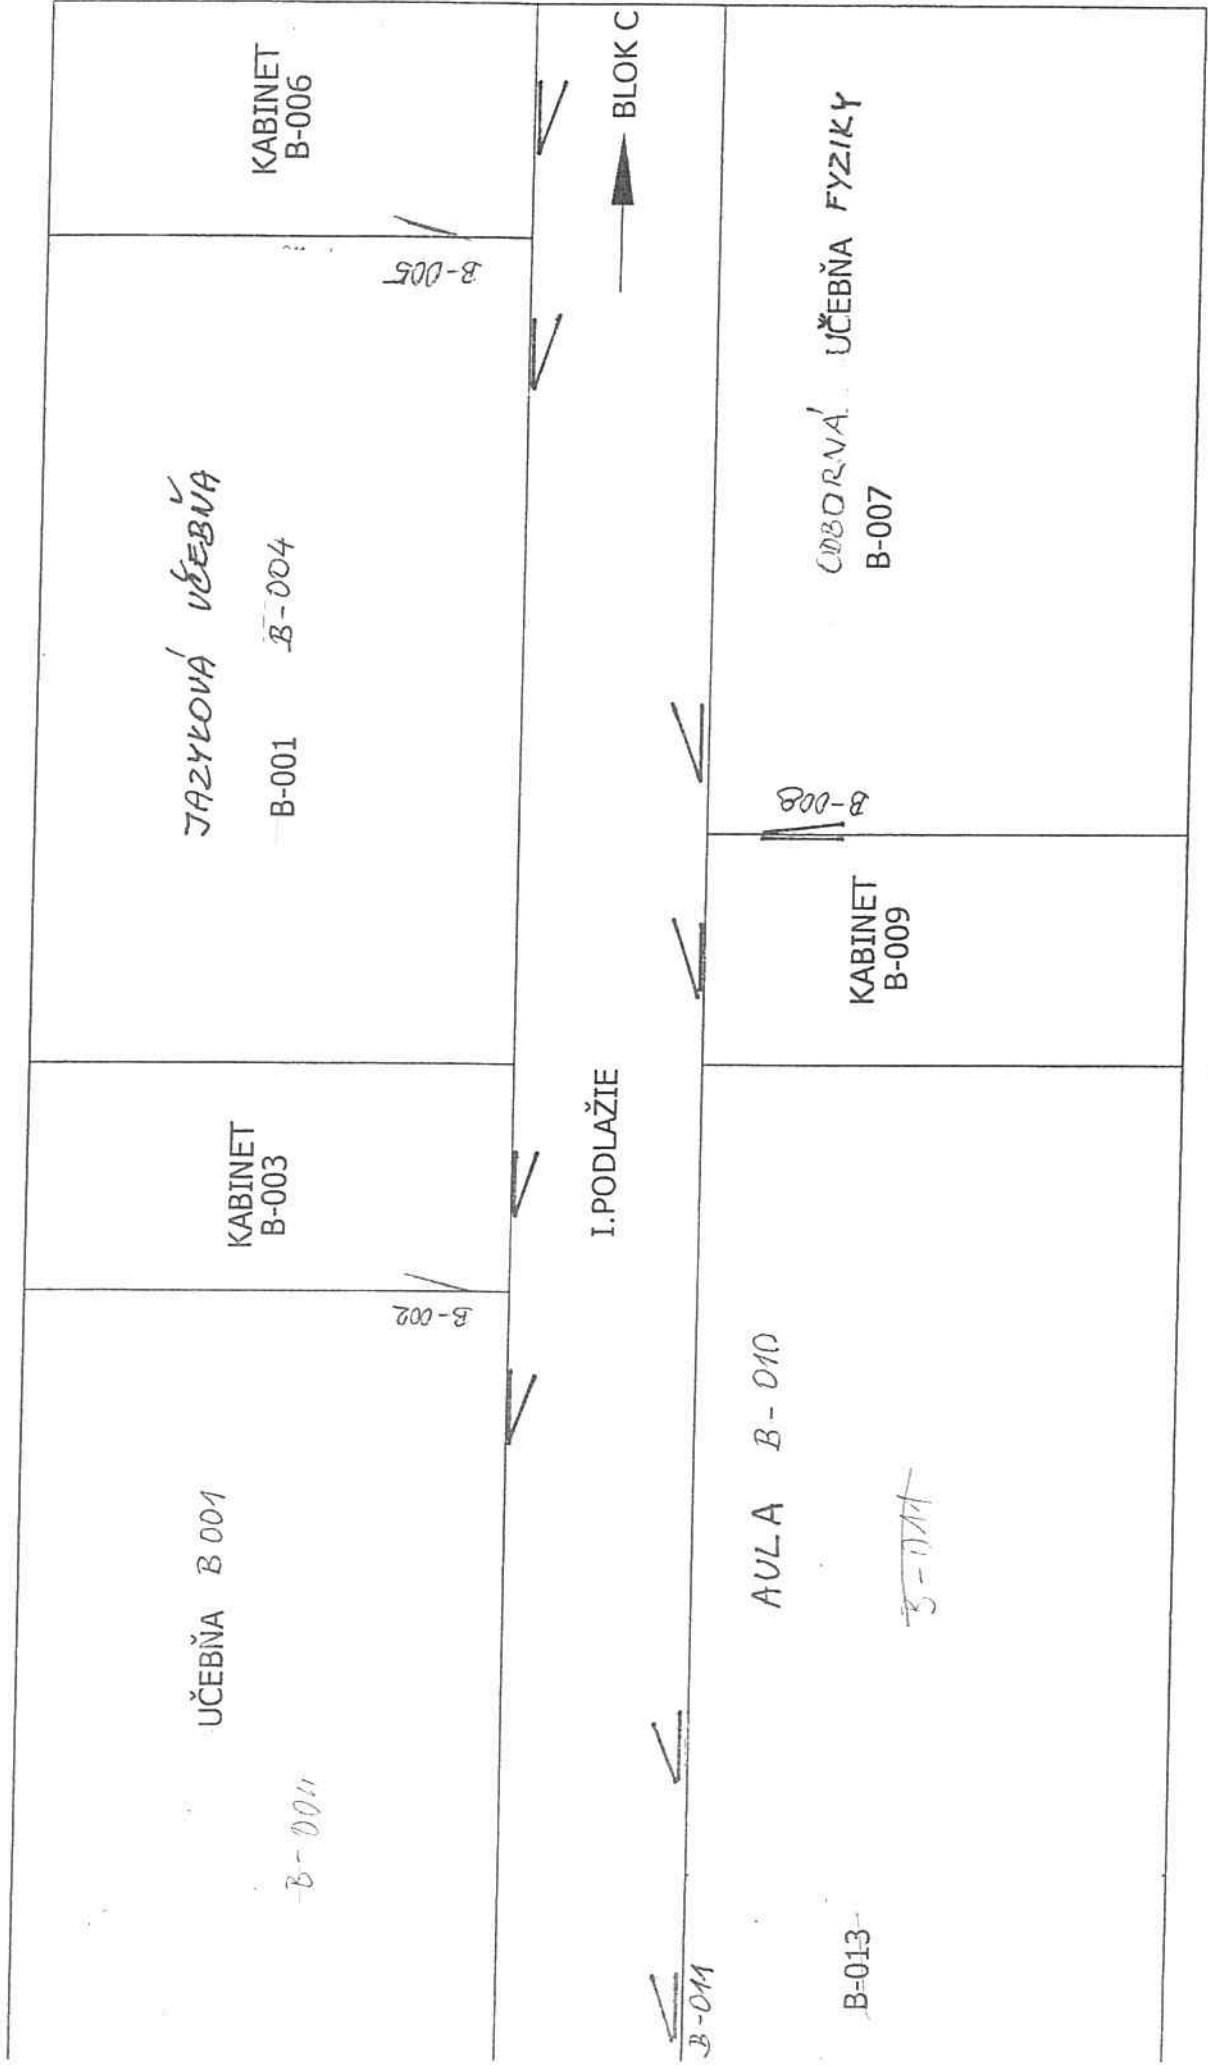 UČEBŇA B 001
B-002
KABINET
B-003
JAZYKOVÁ UČEBŇA
B-001 B-004
B-005
KABINET
B-006
I.PODLAŽIE
BLOK C
B-011
B-013
AULA B-010
B-011
KABINET
B-009
B-008
ODBORNÁ UČEBŇA FYZIKY
B-007